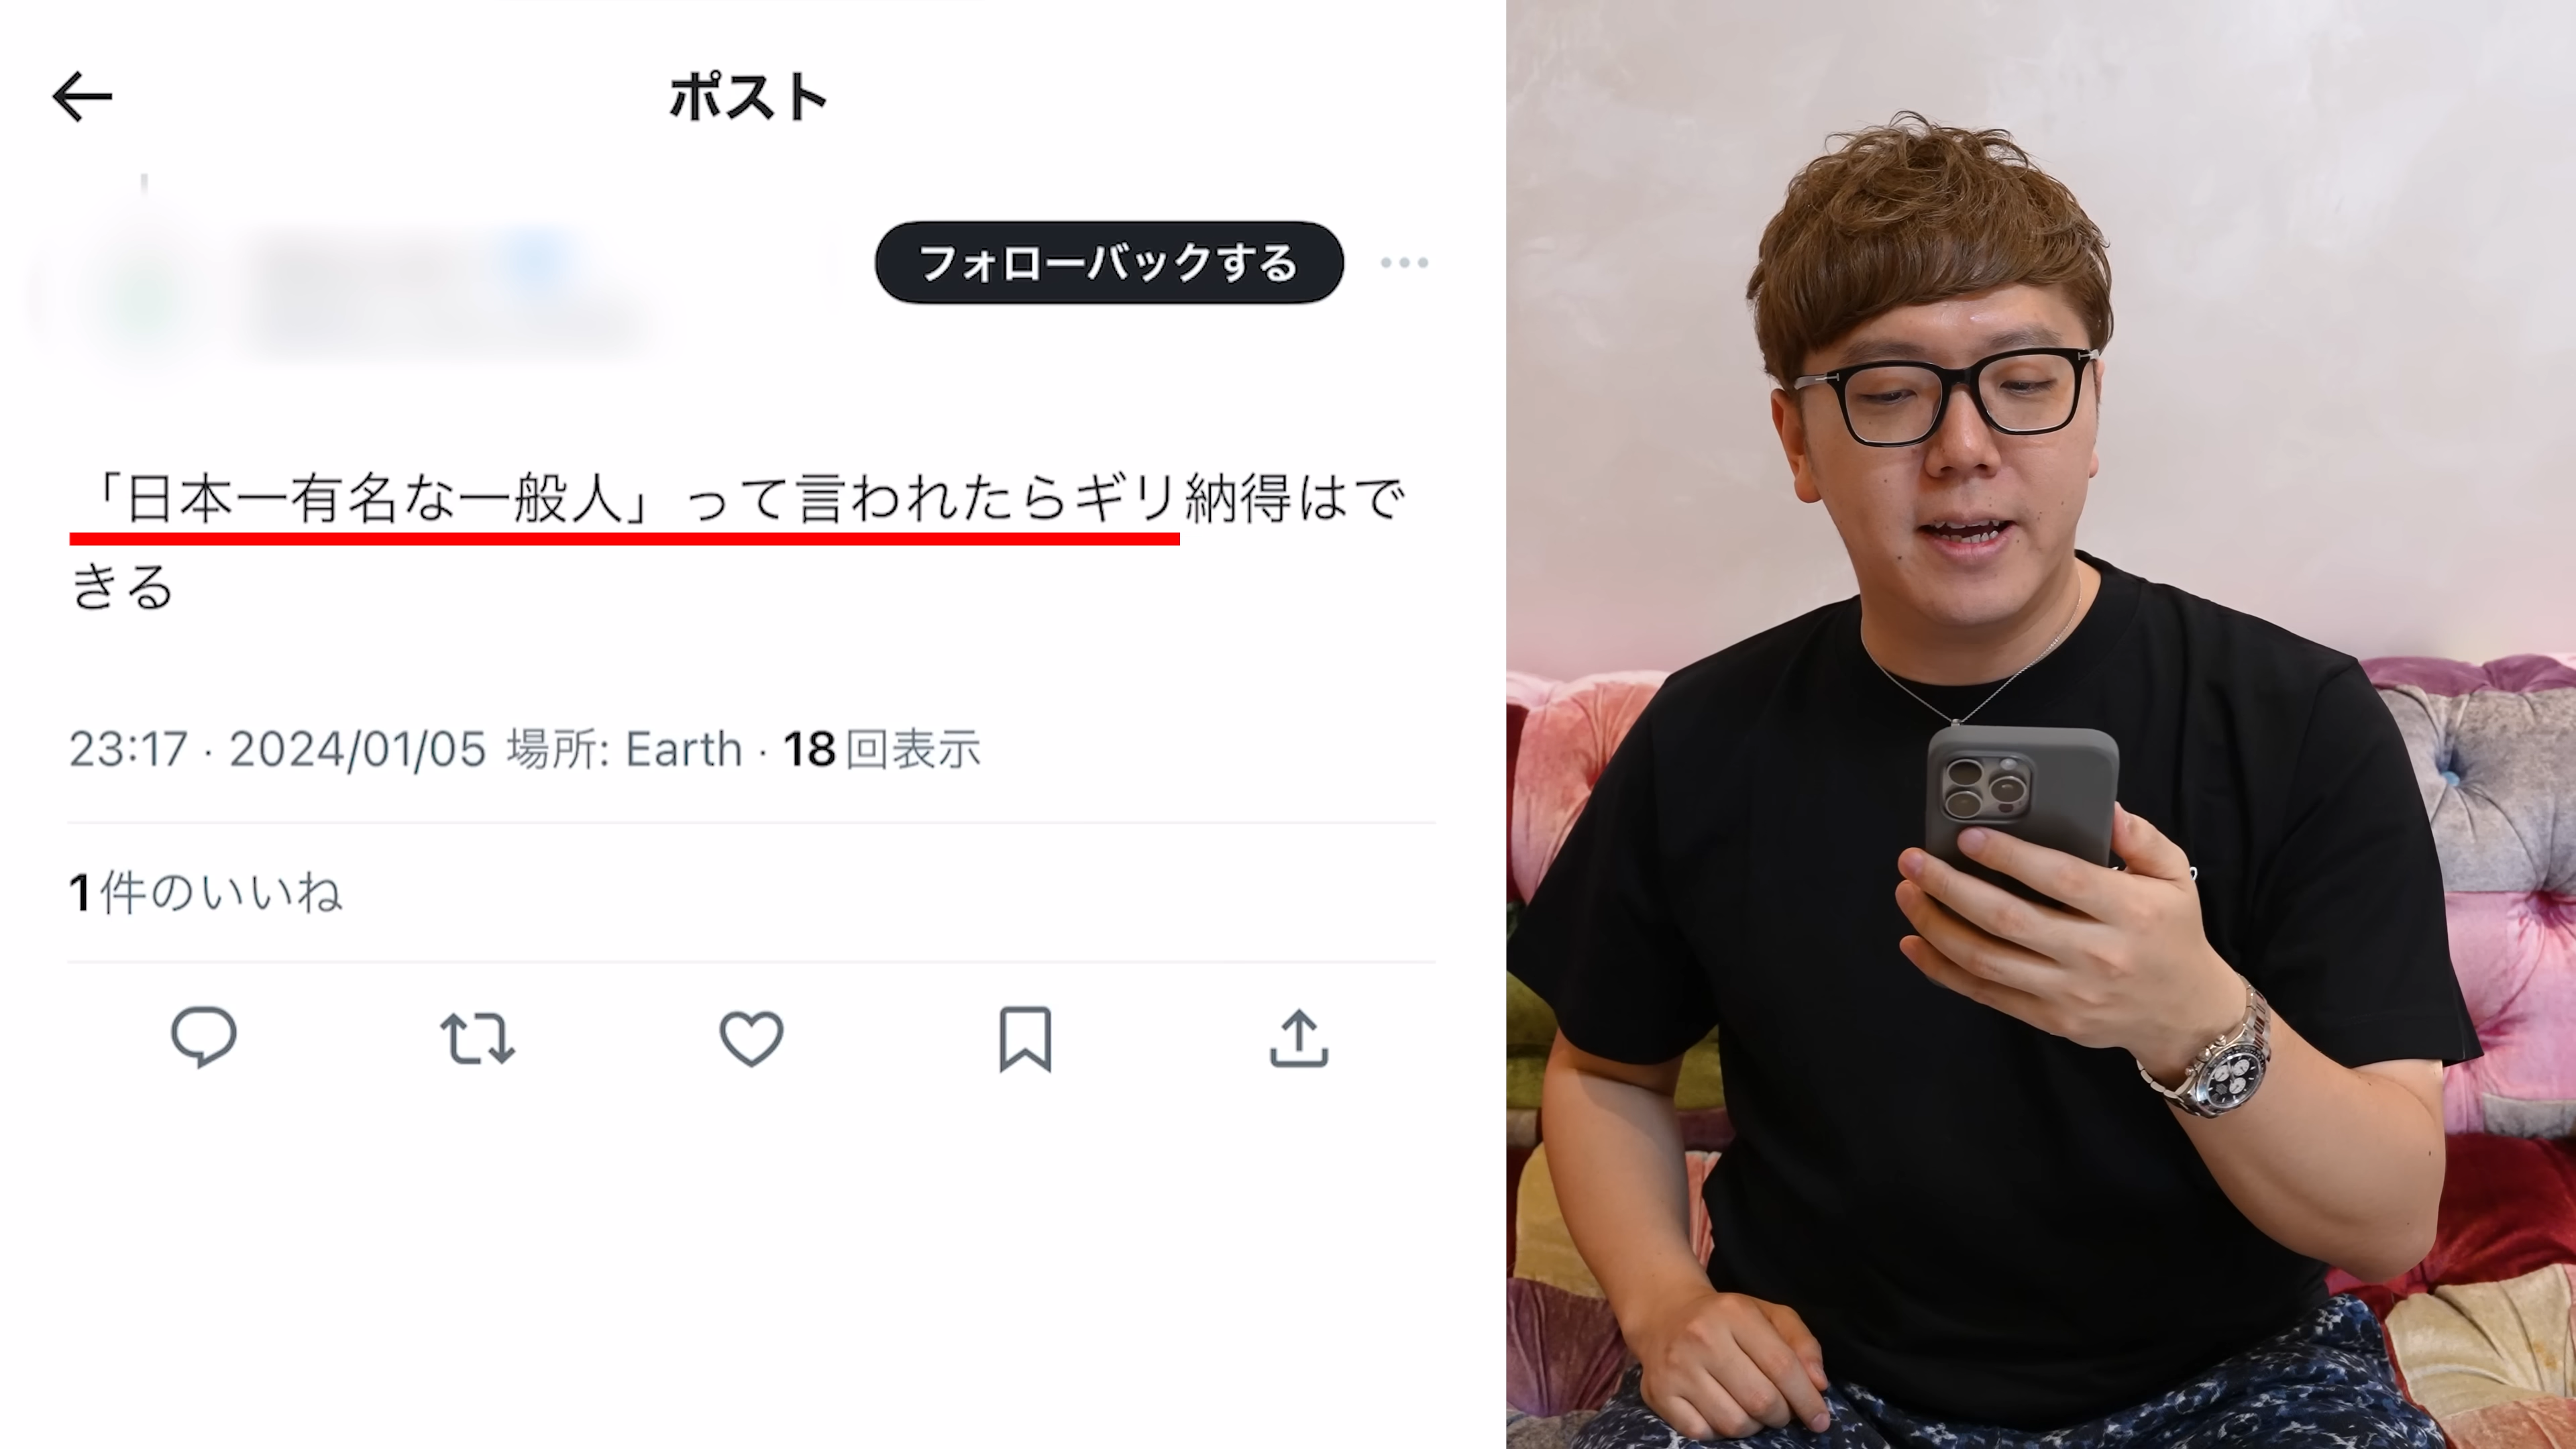 ポスト
フォローバックする
「日本一有名な一般人」って言われたらギリ納得はで
きる
23:17 · 2024/01/05 場所: Earth · 18 回表示
1 件のいいね